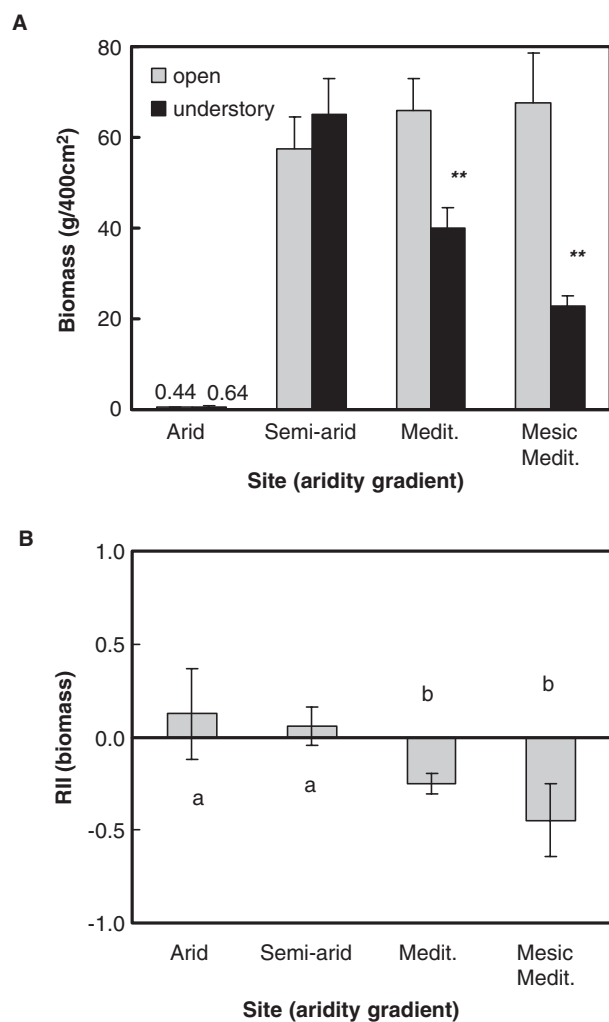 A
Biomass (g/400cm²)
80
60
40
20
0
open
understory
**
**
0.44 0.64
Arid Semi-arid Medit. Mesic
Medit.
Site (aridity gradient)
B
RII (biomass)
1.0
0.5
0.0
-0.5
-1.0
a a b b
Arid Semi-arid Medit. Mesic
Medit.
Site (aridity gradient)